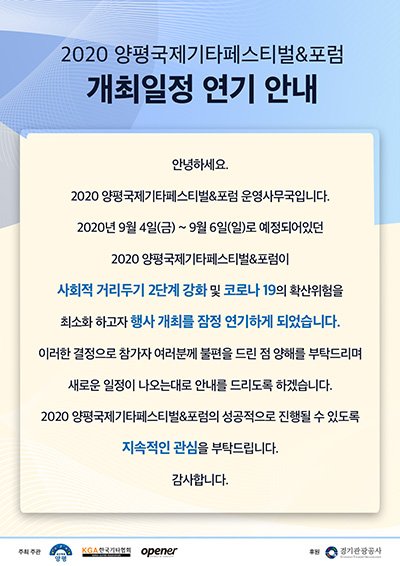 2020 양평국제기타페스티벌&포럼
개최일정 연기 안내
안녕하세요.
2020 양평국제기타페스티벌&포럼 운영사무국입니다.
2020년 9월 4일(금) ~ 9월 6일(일)로 예정되어있던
2020 양평국제기타페스티벌&포럼이
사회적 거리두기 2단계 강화 및 코로나 19의 확산위험을
최소화 하고자 행사 개최를 잠정 연기하게 되었습니다.
이러한 결정으로 참가자 여러분께 불편을 드린 점 양해를 부탁드리며
새로운 일정이 나오는대로 안내를 드리도록 하겠습니다.
2020 양평국제기타페스티벌&포럼의 성공적으로 진행될 수 있도록
지속적인 관심을 부탁드립니다.
감사합니다.
주최 주관 양평 KGA한국기타협회 opener 후원 경기관광공사